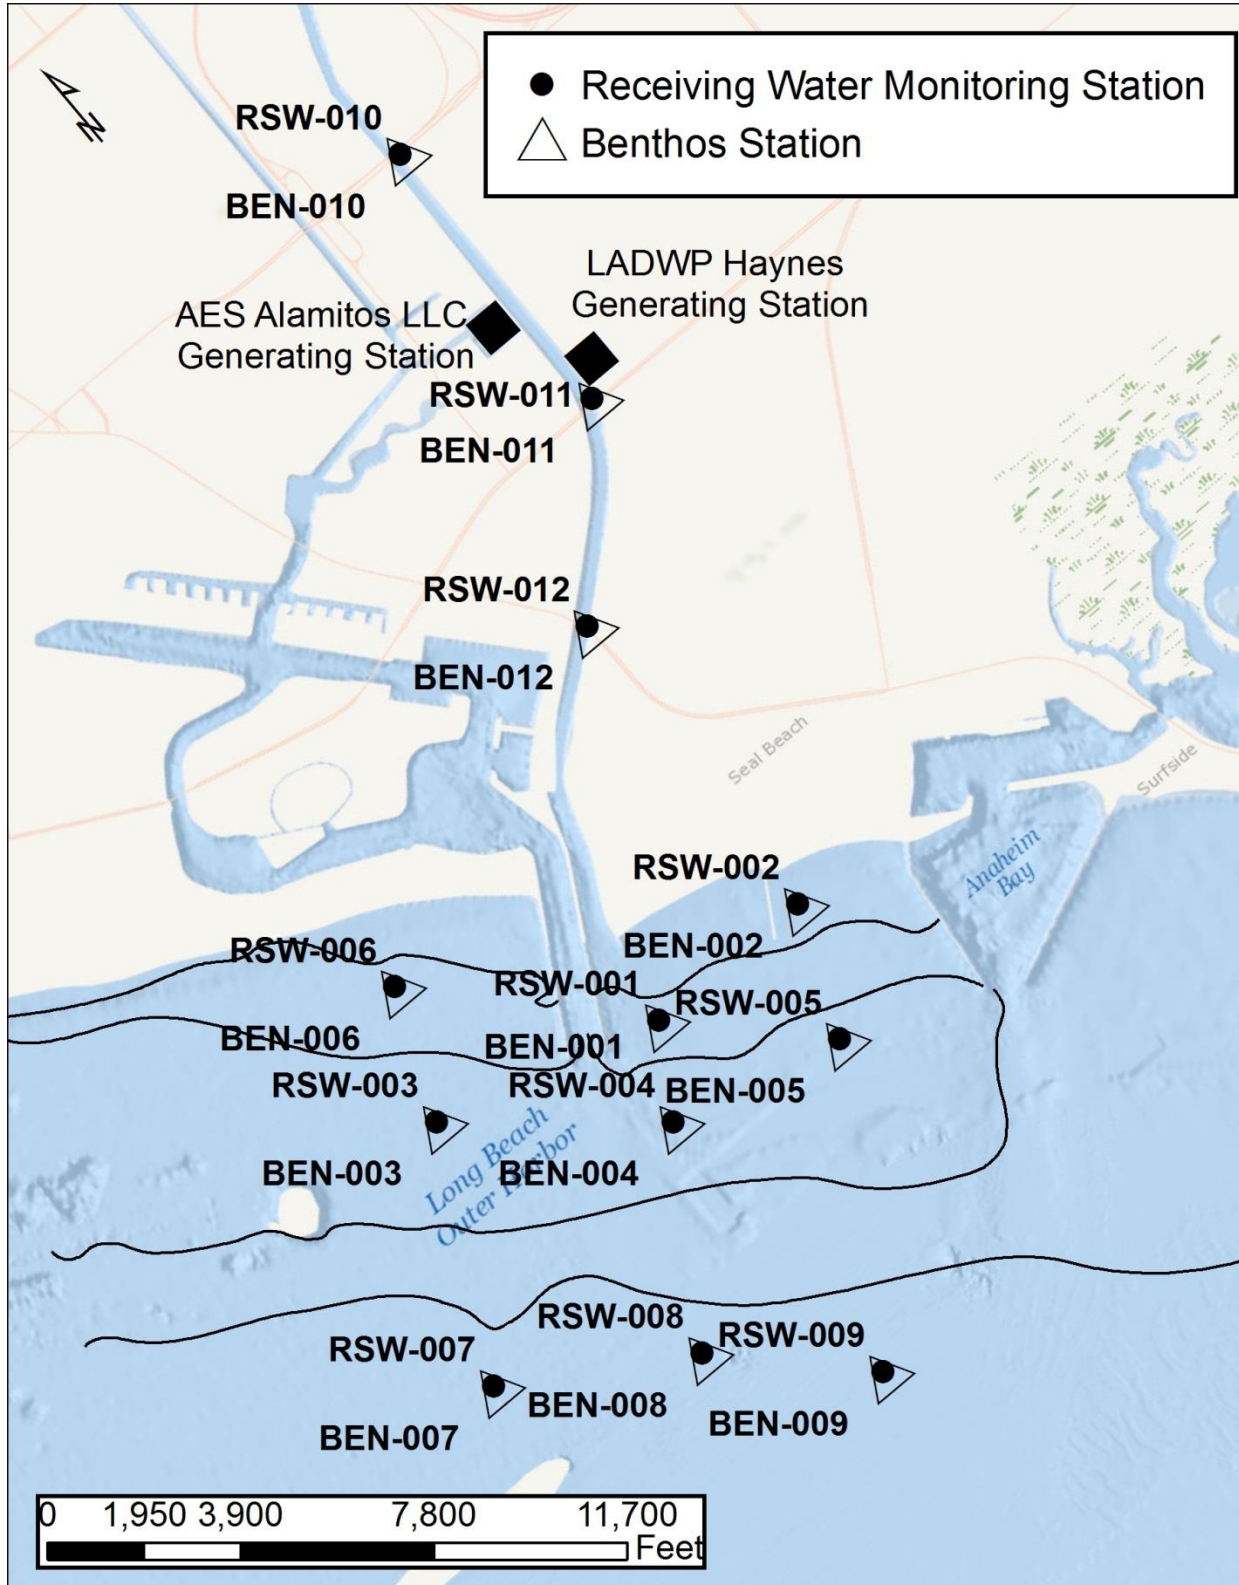 N
Receiving Water Monitoring Station
Benthos Station
RSW-010
BEN-010
LADWP Haynes
Generating Station
AES Alamitos LLC
Generating Station
RSW-011
BEN-011
RSW-012
BEN-012
Seal Beach
Surfside
Anaheim
Bay
RSW-002
BEN-002
RSW-006
RSW-001
RSW-005
BEN-006
BEN-001
RSW-003
RSW-004
BEN-005
Long Beach
Outer Harbor
BEN-003
BEN-004
RSW-008
RSW-009
RSW-007
BEN-008
BEN-009
BEN-007
0 1,950 3,900 7,800 11,700
Feet